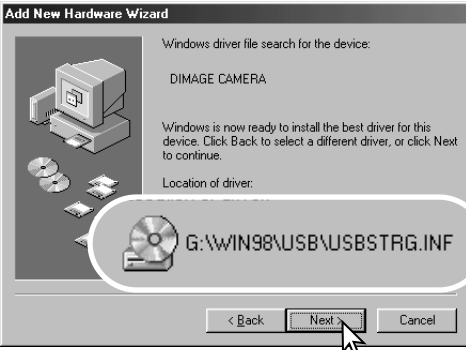 Add New Hardware Wizard
Windows driver file search for the device:
DIMAGE CAMERA
Windows is now ready to install the best driver for this
device. Click Back to select a different driver, or click Next
to continue.
Location of driver:
G:\WIN98\USB\USBSTRG.INF
< Back
Next >
Cancel